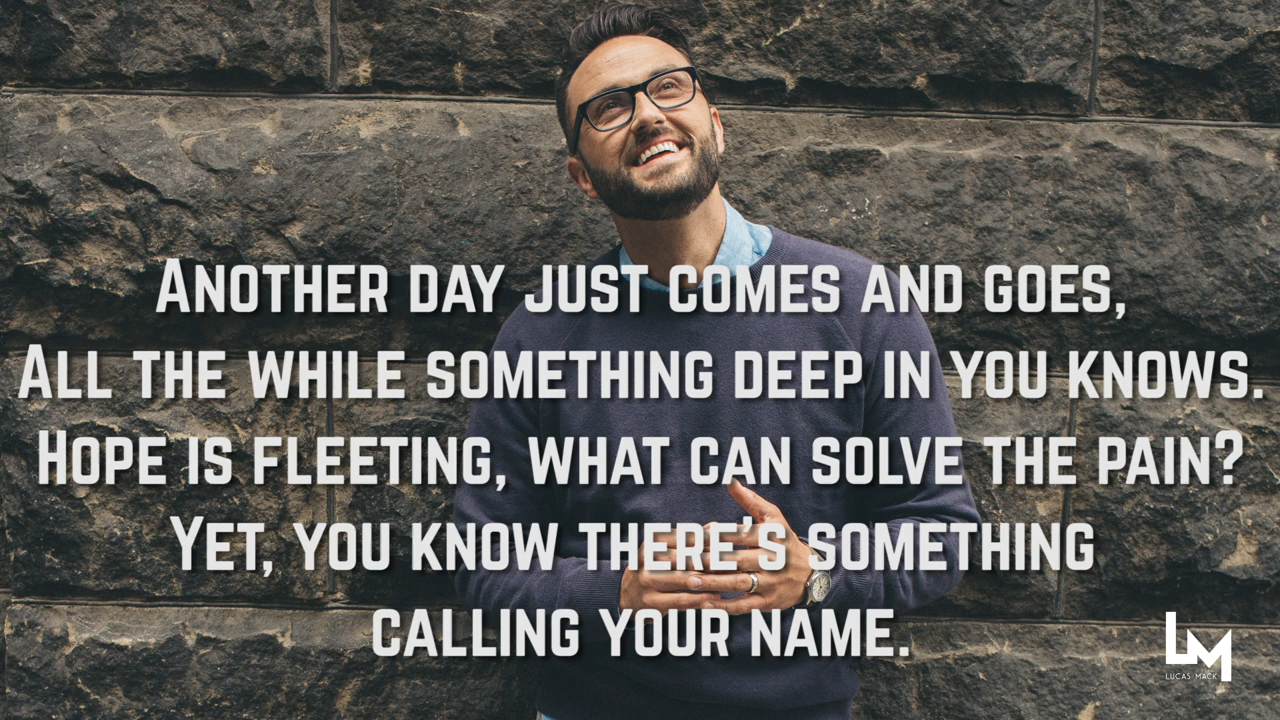 Another day just comes and goes,
All the while something deep in you knows.
Hope is fleeting, what can solve the pain?
Yet, you know there's something
calling your name.
LM
LUCAS MACK